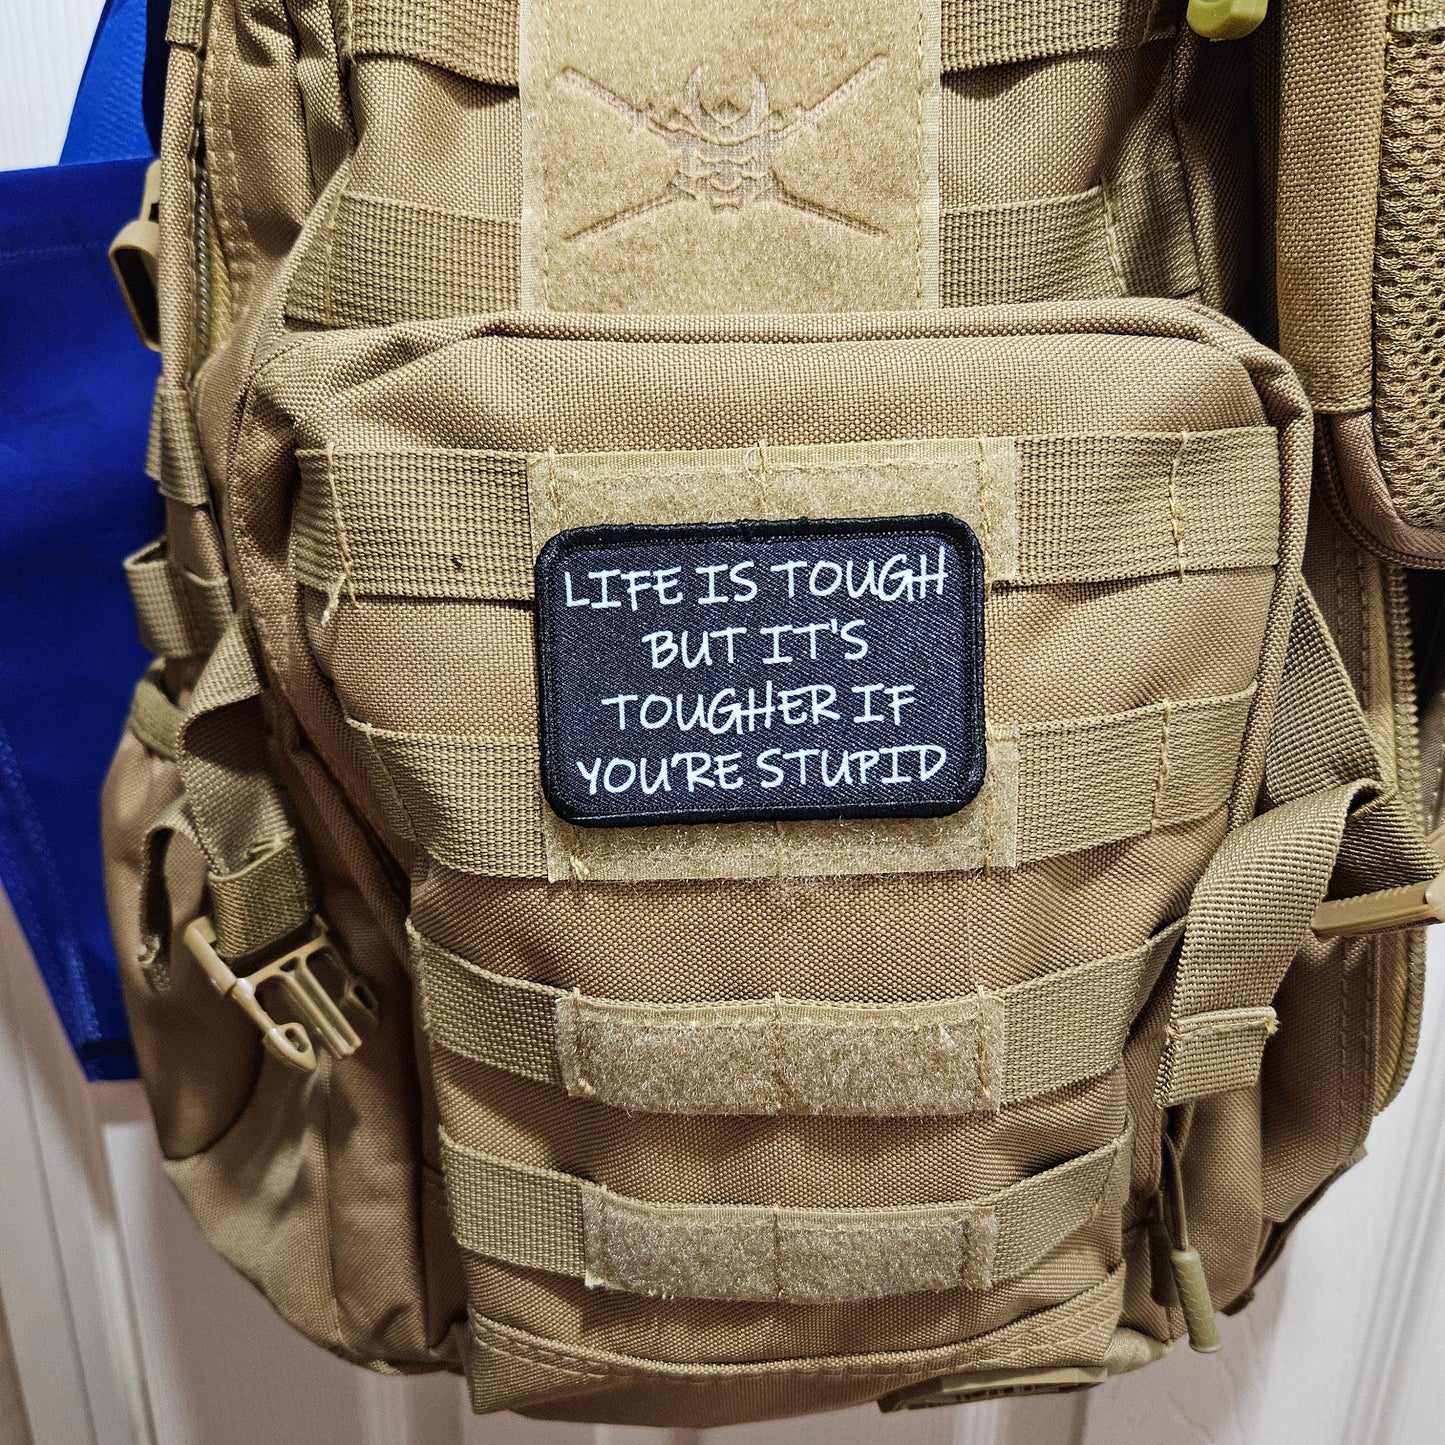 LIFE IS TOUGH
BUT IT'S
TOUGHER IF
YOU'RE STUPID